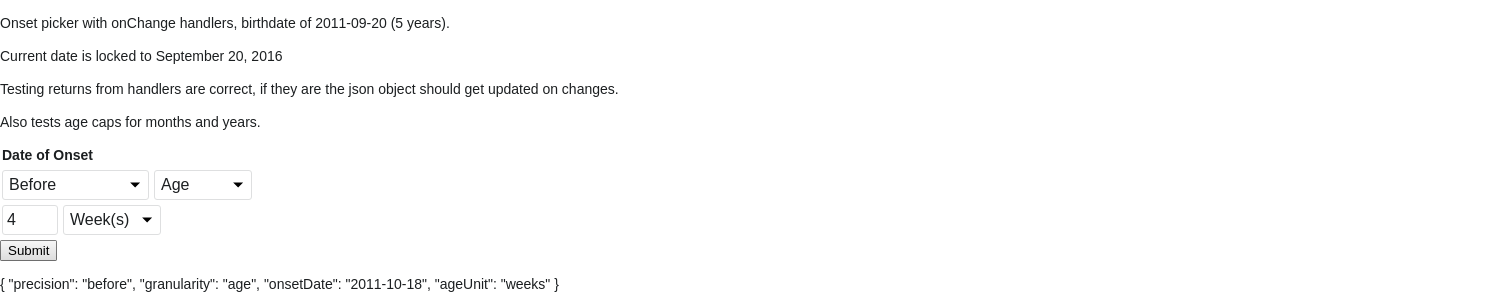 Onset picker with onChange handlers, birthdate of 2011-09-20 (5 years).
Current date is locked to September 20, 2016
Testing returns from handlers are correct, if they are the json object should get updated on changes.
Also tests age caps for months and years.
Date of Onset
Before Age
4 Week(s)
Submit
{ "precision": "before", "granularity": "age", "onsetDate": "2011-10-18", "ageUnit": "weeks" }